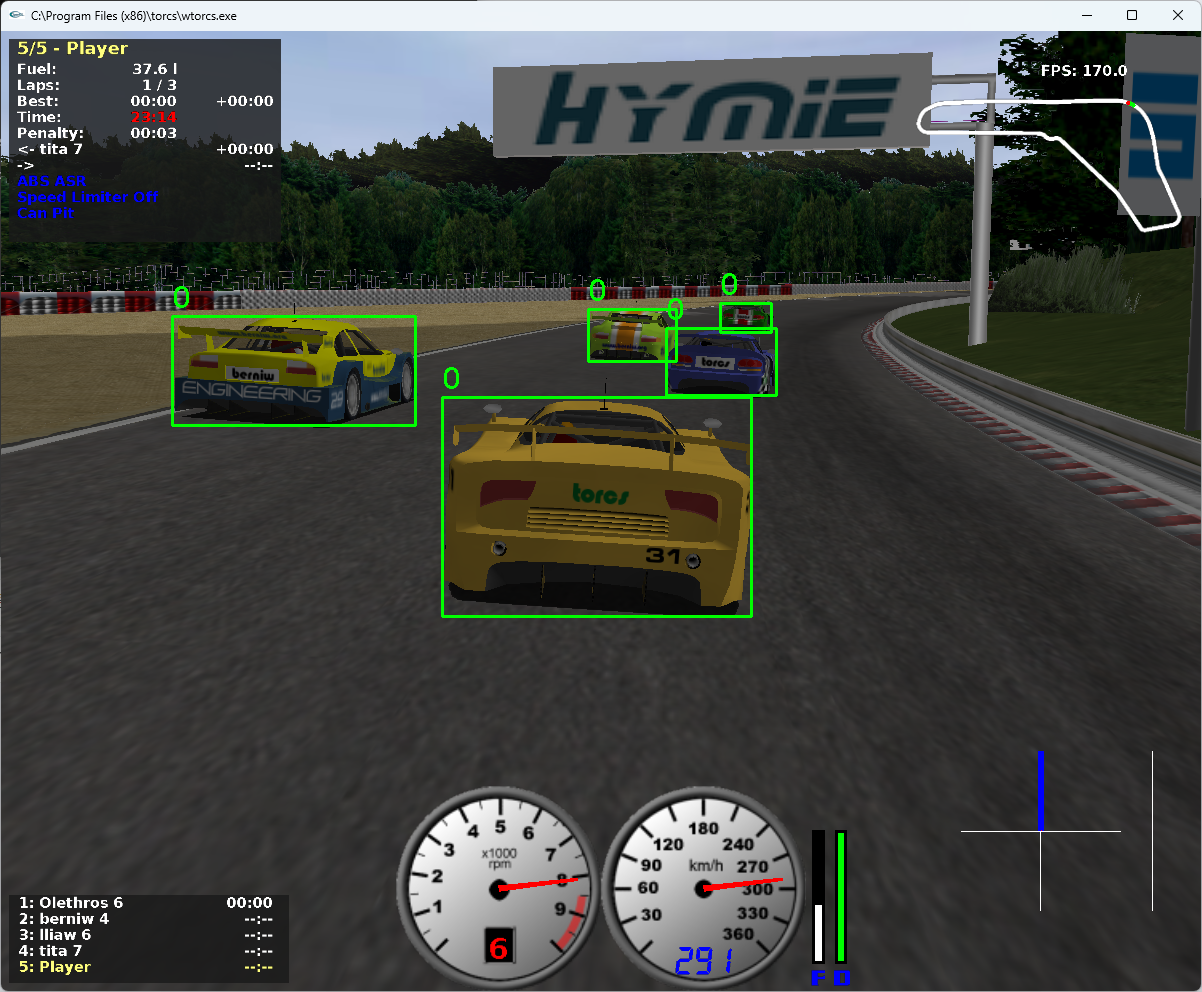 C:\Program Files (x86)\torcs\wtorcs.exe
5/5 - Player
Fuel: 37.6 l
Laps: 1 / 3
Best: 00:00 +00:00
Time: 23:14
Penalty: 00:03
<- tita 7 +00:00
-> --:--
ABS ASR
Speed Limiter Off
Can Pit
FPS: 170.0
HYMiE
0
0
0
0
0
berniw
ENGINEERING
29
torcs
torcs
31
1 2 3 4 5 6 7 8 9
x1000
rpm
6
30 60 90 120 180 240 270 300 330 360
km/h
291
F D
1: Olethros 6 00:00
2: berniw 4 --:--
3: lliaw 6 --:--
4: tita 7 --:--
5: Player --:--